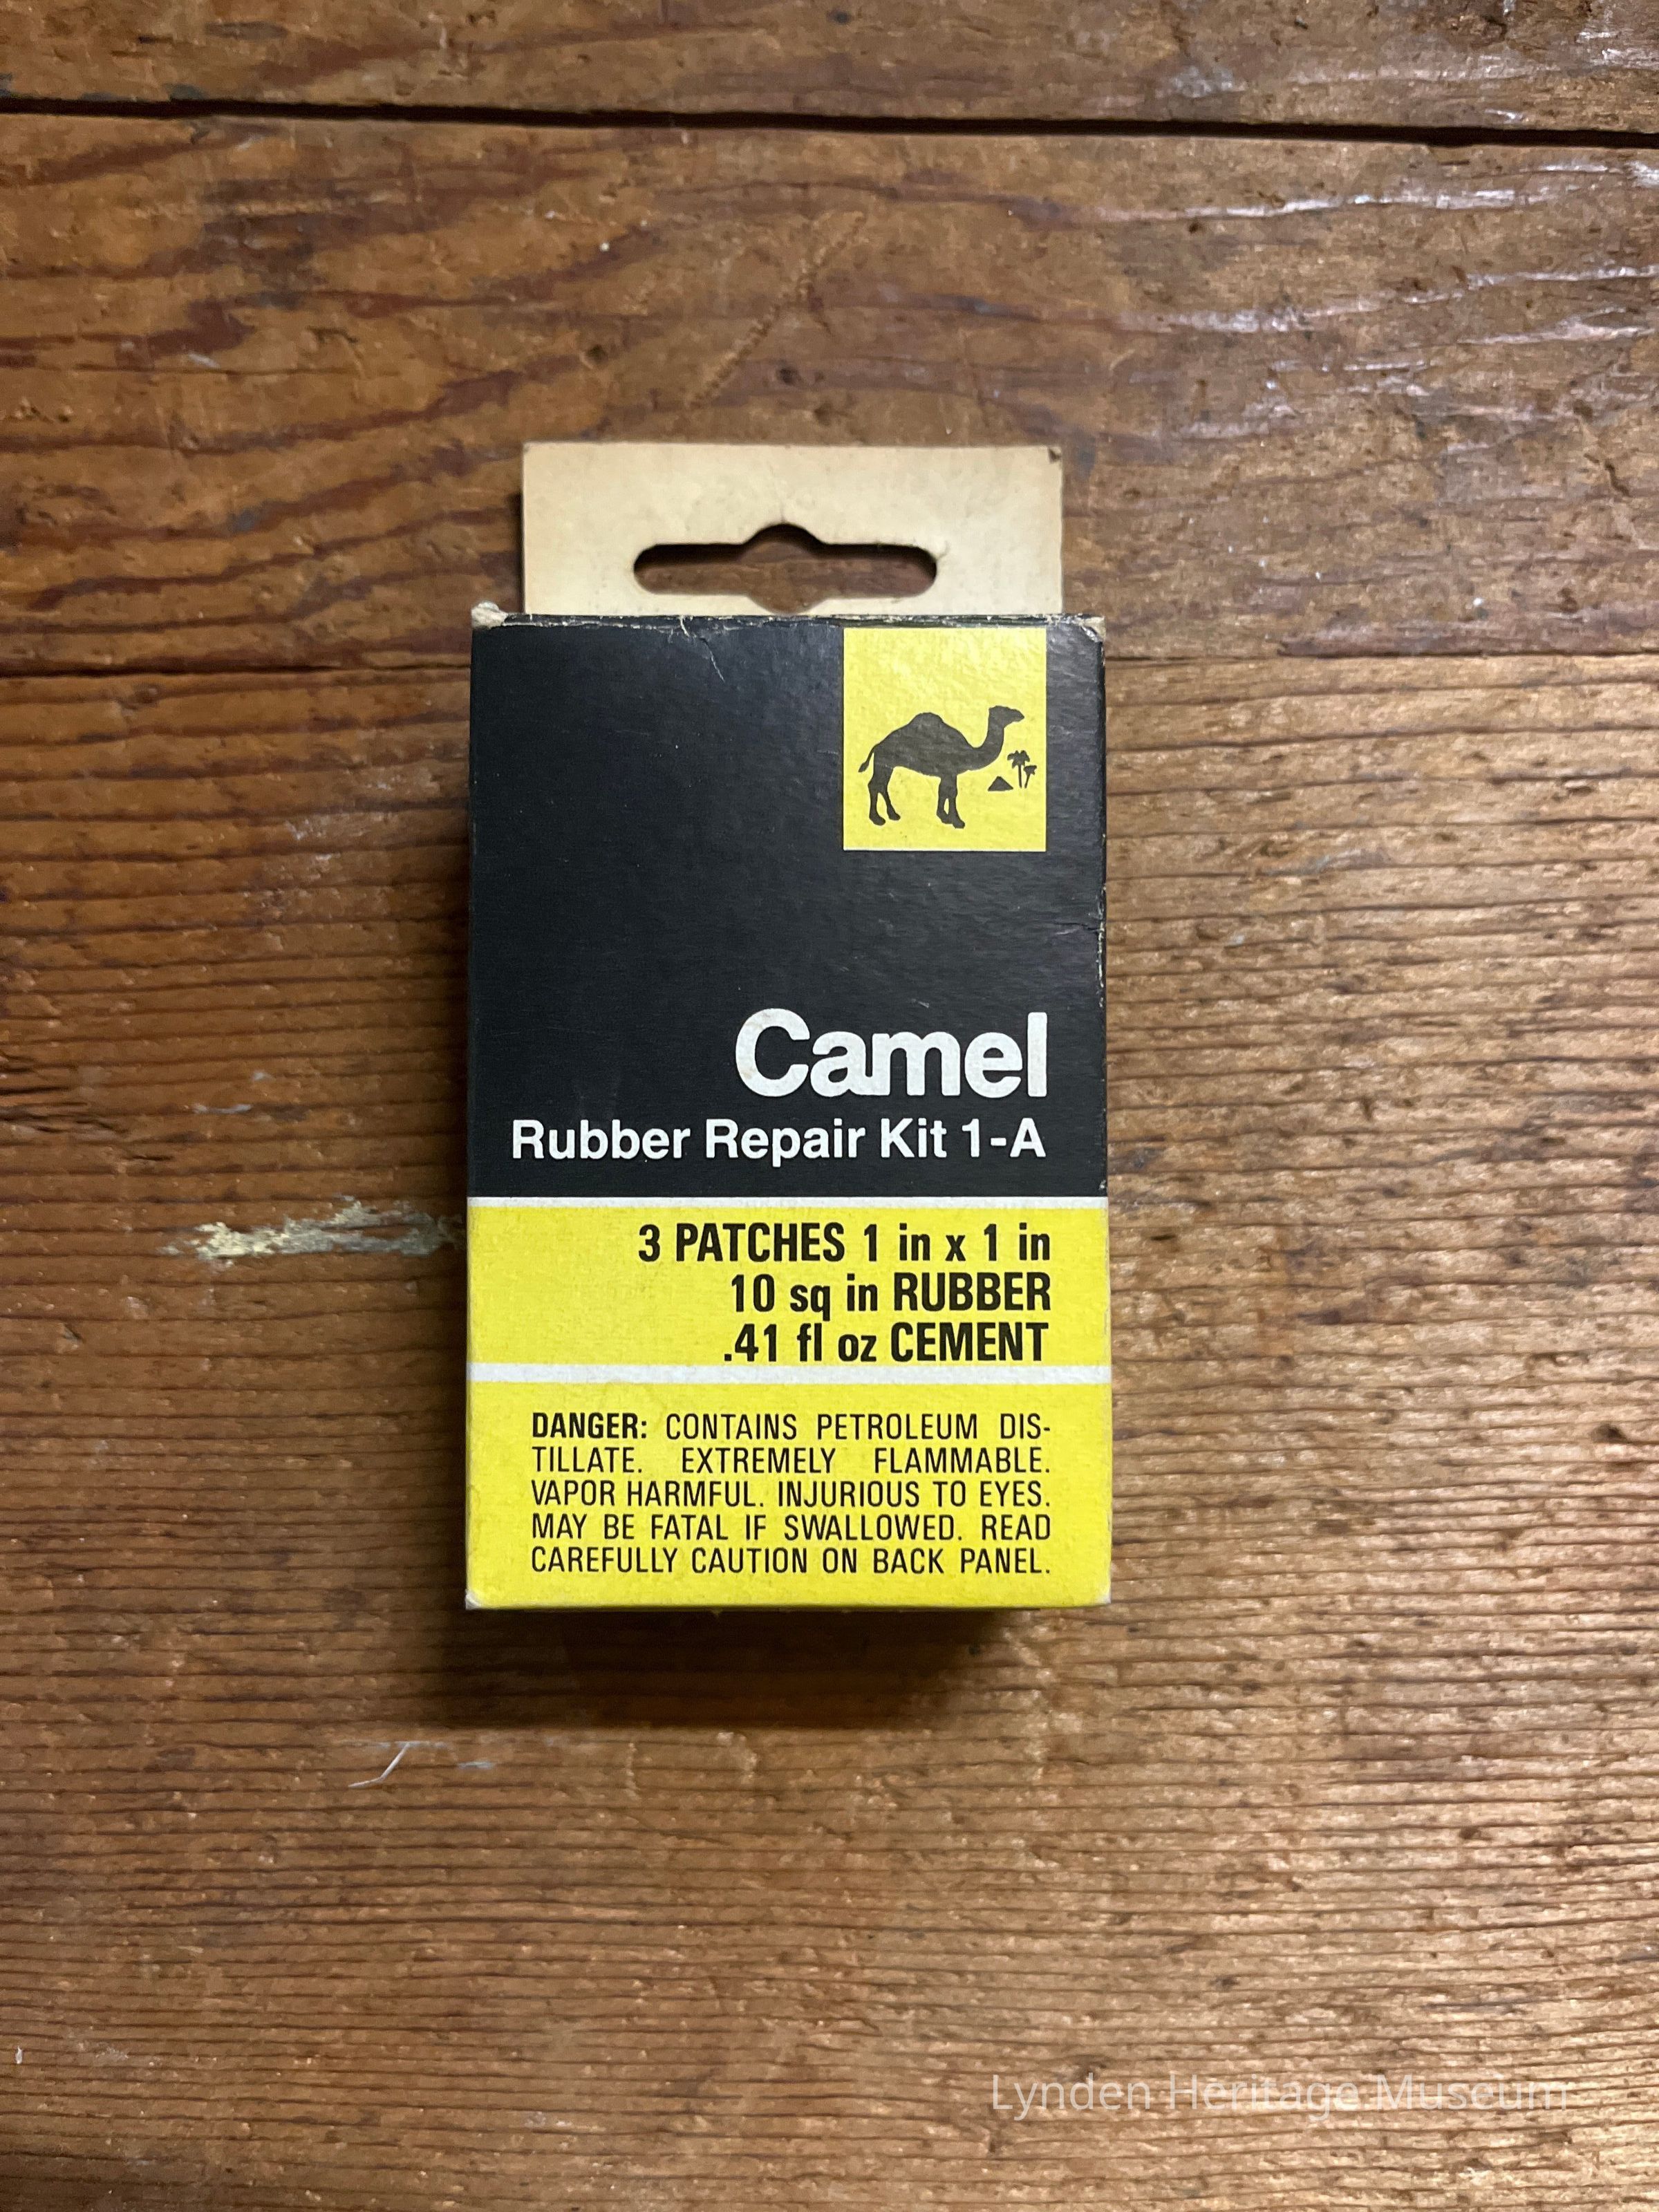 Camel
Rubber Repair Kit 1-A
3 PATCHES 1 in x 1 in
10 sq in RUBBER
.41 fl oz CEMENT
DANGER: CONTAINS PETROLEUM DIS-
TILLATE. EXTREMELY FLAMMABLE.
VAPOR HARMFUL. INJURIOUS TO EYES.
MAY BE FATAL IF SWALLOWED. READ
CAREFULLY CAUTION ON BACK PANEL.
Lynden Heritage Museum